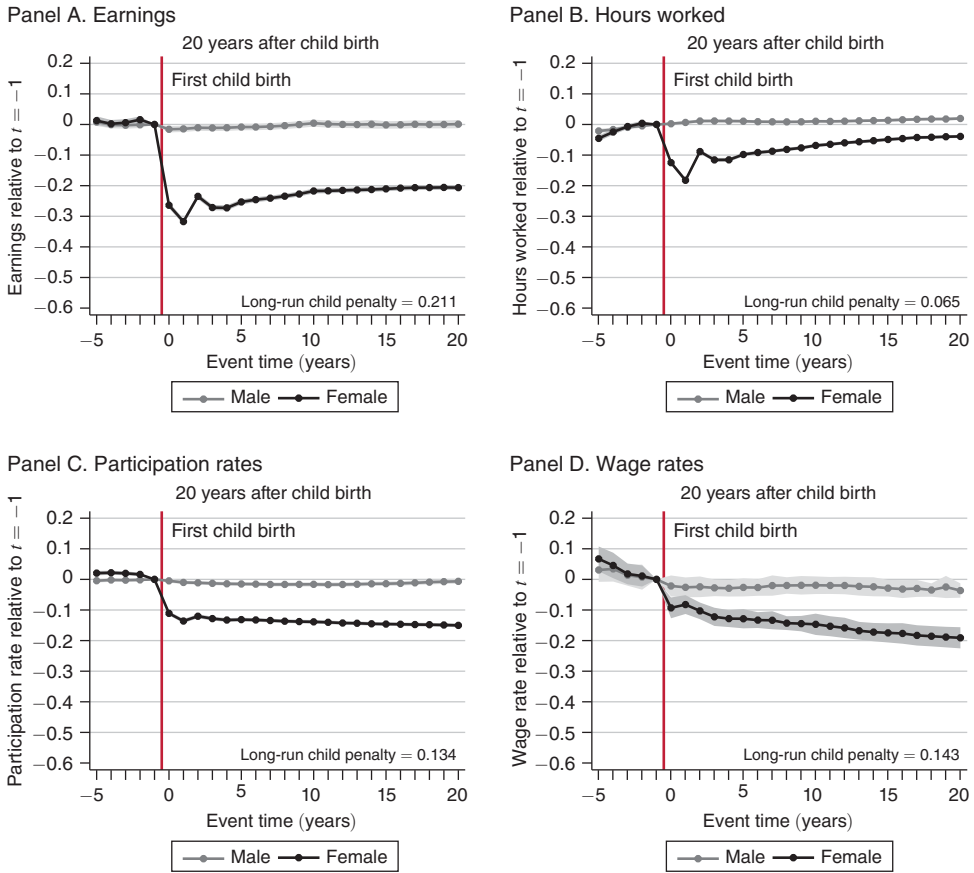 Panel A. Earnings
20 years after child birth
First child birth
Earnings relative to t = −1
0.2
0.1
0
−0.1
−0.2
−0.3
−0.4
−0.5
−0.6
Long-run child penalty = 0.211
−5 0 5 10 15 20
Event time (years)
Male Female
Panel B. Hours worked
20 years after child birth
First child birth
Hours worked relative to t = −1
0.2
0.1
0
−0.1
−0.2
−0.3
−0.4
−0.5
−0.6
Long-run child penalty = 0.065
−5 0 5 10 15 20
Event time (years)
Male Female
Panel C. Participation rates
20 years after child birth
First child birth
Participation rate relative to t = −1
0.2
0.1
0
−0.1
−0.2
−0.3
−0.4
−0.5
−0.6
Long-run child penalty = 0.134
−5 0 5 10 15 20
Event time (years)
Male Female
Panel D. Wage rates
20 years after child birth
First child birth
Wage rate relative to t = −1
0.2
0.1
0
−0.1
−0.2
−0.3
−0.4
−0.5
−0.6
Long-run child penalty = 0.143
−5 0 5 10 15 20
Event time (years)
Male Female